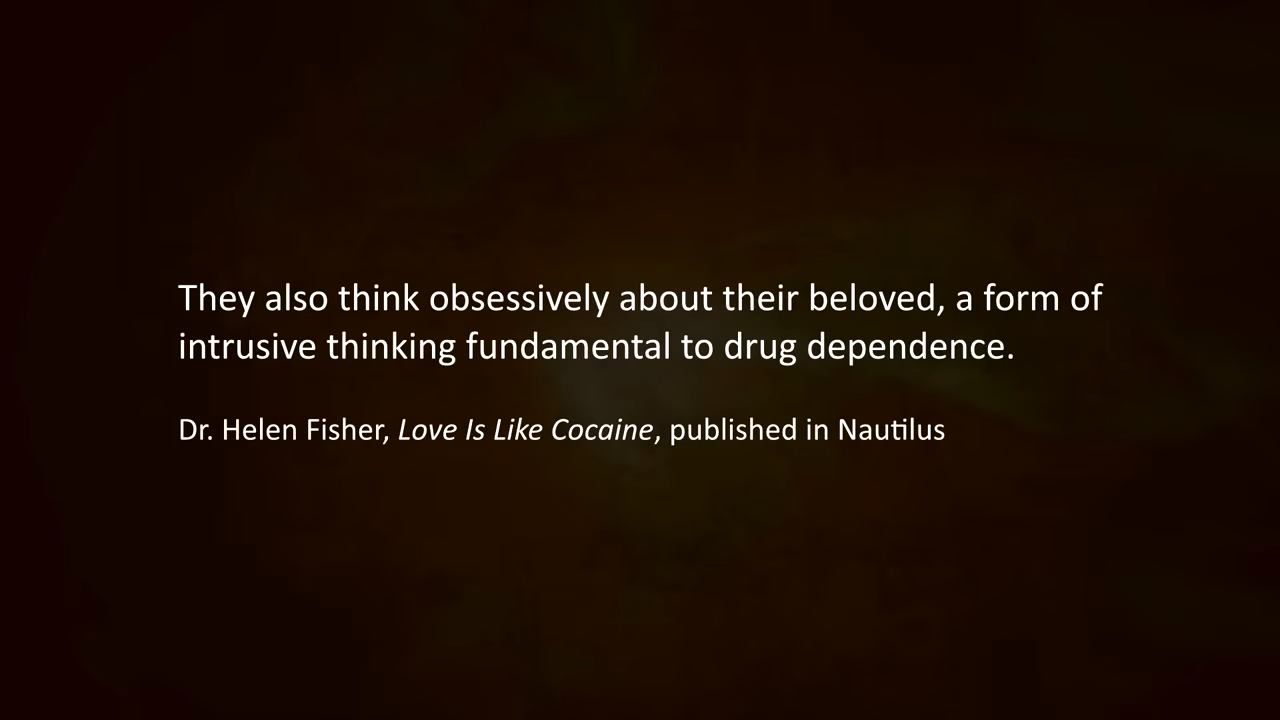 They also think obsessively about their beloved, a form of
intrusive thinking fundamental to drug dependence.
Dr. Helen Fisher, Love Is Like Cocaine, published in Nautilus